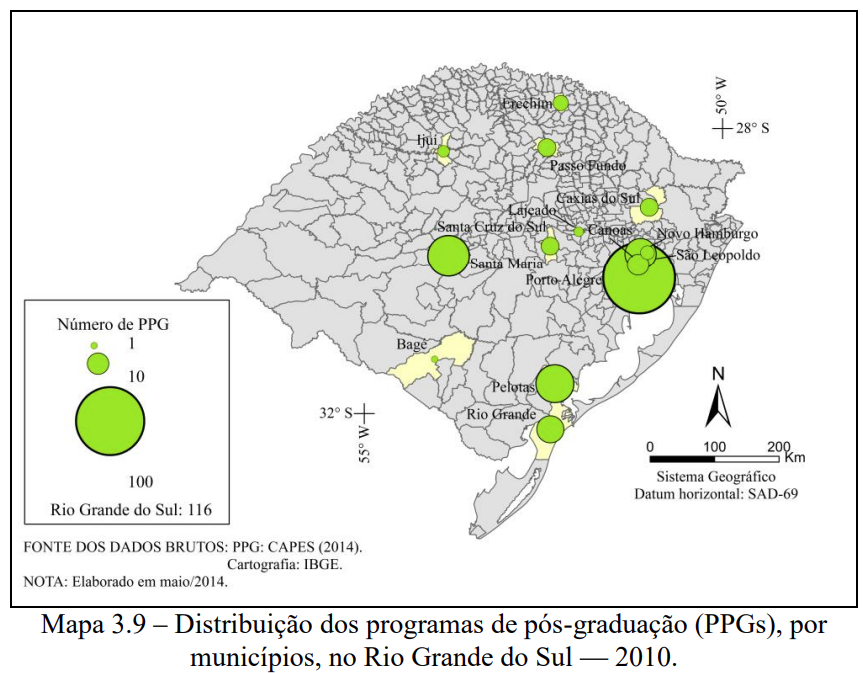 50° W
28° S
Erechim
Ijuí
Passo Fundo
Caxias do Sul
Lajeado
Santa Cruz do Sul
Canoas
Novo Hamburgo
São Leopoldo
Santa Maria
Porto Alegre
Número de PPG
1
10
100
Rio Grande do Sul: 116
Bagé
Pelotas
Rio Grande
32° S
55° W
N
0 100 200 Km
Sistema Geográfico
Datum horizontal: SAD-69
FONTE DOS DADOS BRUTOS: PPG: CAPES (2014).
Cartografia: IBGE.
NOTA: Elaborado em maio/2014.
Mapa 3.9 – Distribuição dos programas de pós-graduação (PPGs), por
municípios, no Rio Grande do Sul — 2010.